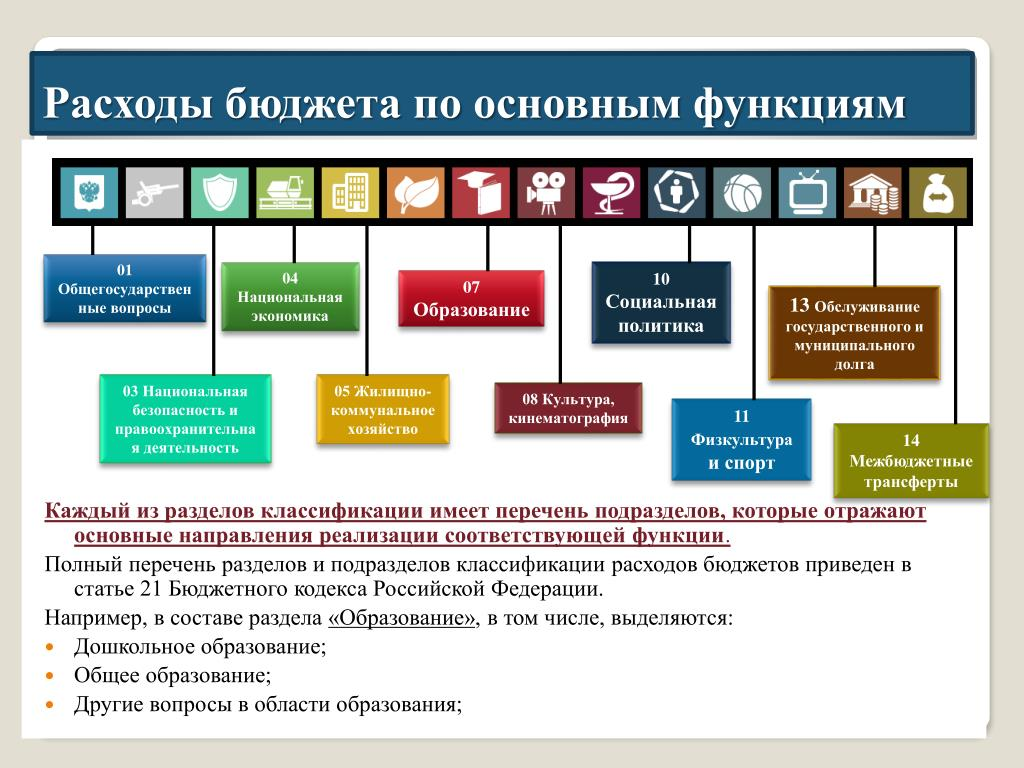 Расходы бюджета по основным функциям
01
Общегосударствен
ные вопросы
04
Национальная
экономика
07
Образование
10
Социальная
политика
13 Обслуживание
государственного и
муниципального
долга
03 Национальная
безопасность и
правоохранительна
я деятельность
05 Жилищно-
коммунальное
хозяйство
08 Культура,
кинематография
11
Физкультура
и спорт
14
Межбюджетные
трансферты
Каждый из разделов классификации имеет перечень подразделов, которые отражают
основные направления реализации соответствующей функции.
Полный перечень разделов и подразделов классификации расходов бюджетов приведен в
статье 21 Бюджетного кодекса Российской Федерации.
Например, в составе раздела «Образование», в том числе, выделяются:
• Дошкольное образование;
• Общее образование;
• Другие вопросы в области образования;